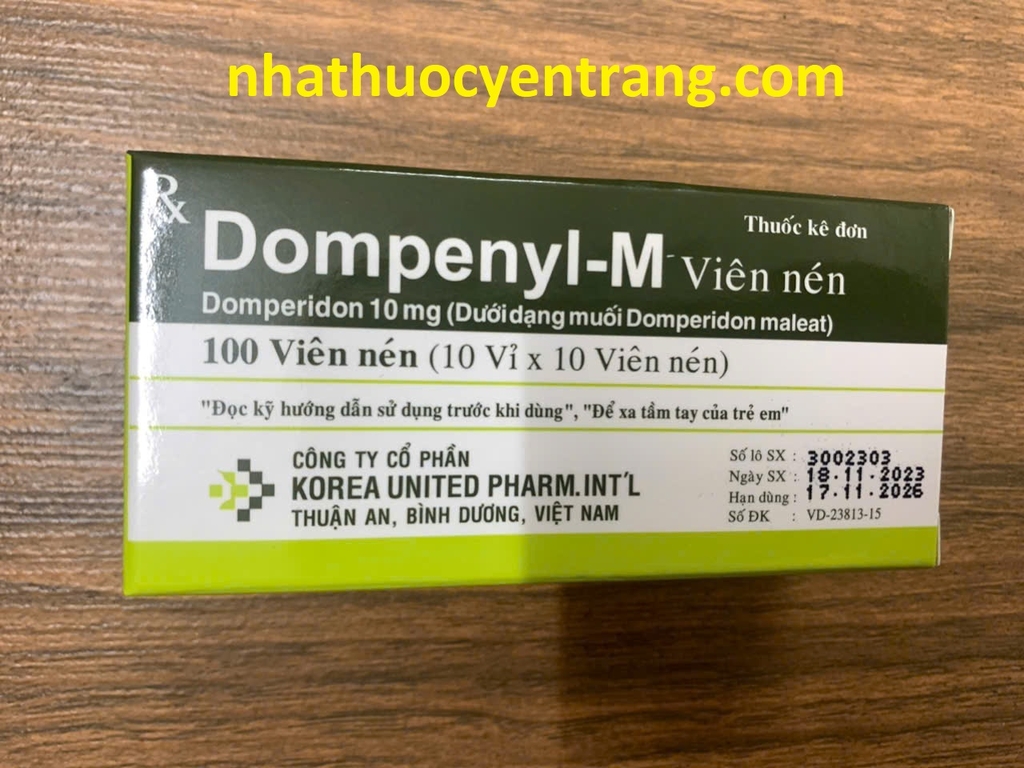 nhathuocyentrang.com
Rx
Thuốc kê đơn
Dompenyl-M Viên nén
Domperidon 10 mg (Dưới dạng muối Domperidon maleat)
100 Viên nén (10 Vỉ x 10 Viên nén)
"Đọc kỹ hướng dẫn sử dụng trước khi dùng", "Để xa tầm tay của trẻ em"
CÔNG TY CỔ PHẦN
KOREA UNITED PHARM.INT'L
THUẬN AN, BÌNH DƯƠNG, VIỆT NAM
Số lô SX : 3002303
Ngày SX : 18.11.2023
Hạn dùng : 17.11.2026
Số ĐK : VD-23813-15